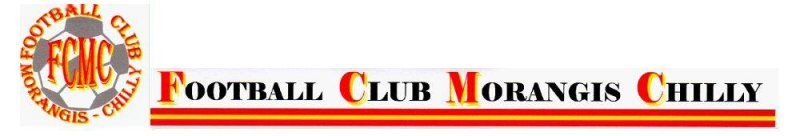 FOOTBALL CLUB
FCMC
MORANGIS - CHILLY
FOOTBALL CLUB MORANGIS CHILLY